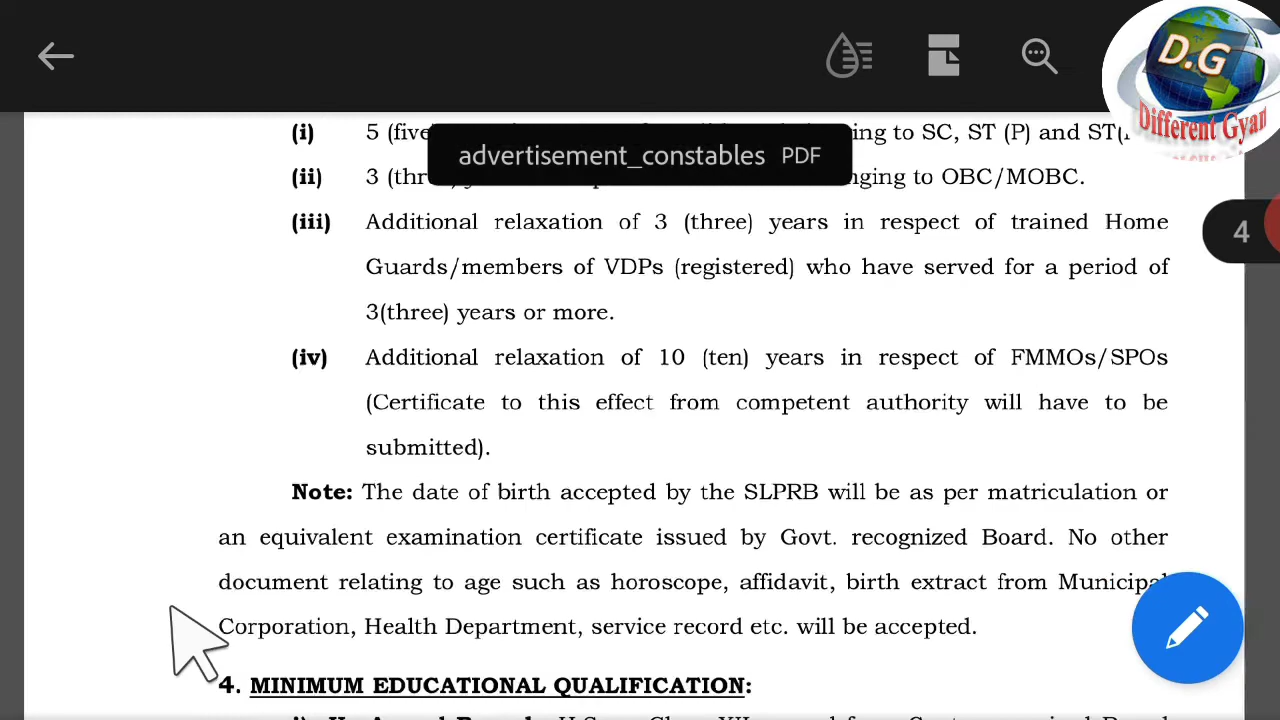 D.G
Different Gyan
advertisement_constables PDF
4
(i) 5 (five to SC, ST (P) and
(ii) 3 to OBC/MOBC.
(iii) Additional relaxation of 3 (three) years in respect of trained Home
Guards/members of VDPs (registered) who have served for a period of
3(three) years or more.
(iv) Additional relaxation of 10 (ten) years in respect of FMMOs/SPOs
(Certificate to this effect from competent authority will have to be
submitted).
Note: The date of birth accepted by the SLPRB will be as per matriculation or
an equivalent examination certificate issued by Govt. recognized Board. No other
document relating to age such as horoscope, affidavit, birth extract from Municipal
Corporation, Health Department, service record etc. will be accepted.
4. MINIMUM EDUCATIONAL QUALIFICATION: